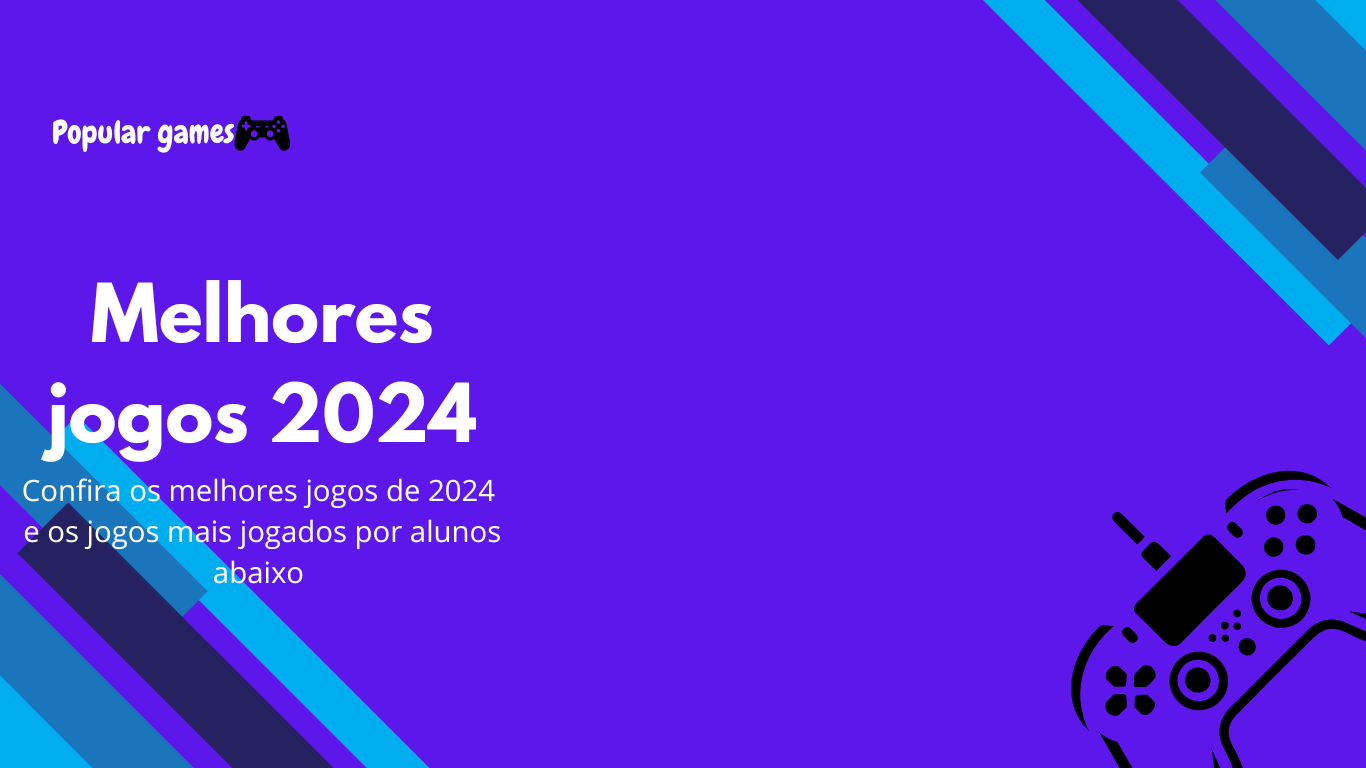 Popular games
Melhores
jogos 2024
Confira os melhores jogos de 2024
e os jogos mais jogados por alunos
abaixo